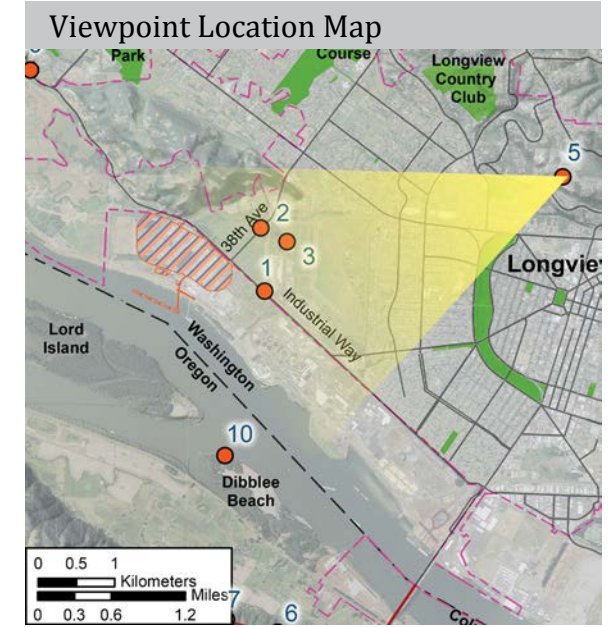 Viewpoint Location Map
Park
Course
Longview
Country
Club
5
38th Ave
2
3
Longview
1
Industrial Way
Lord
Island
Washington
Oregon
10
Dibblee
Beach
0 0.5 1
Kilometers
Miles
0 0.3 0.6 1.2
7
6
Col